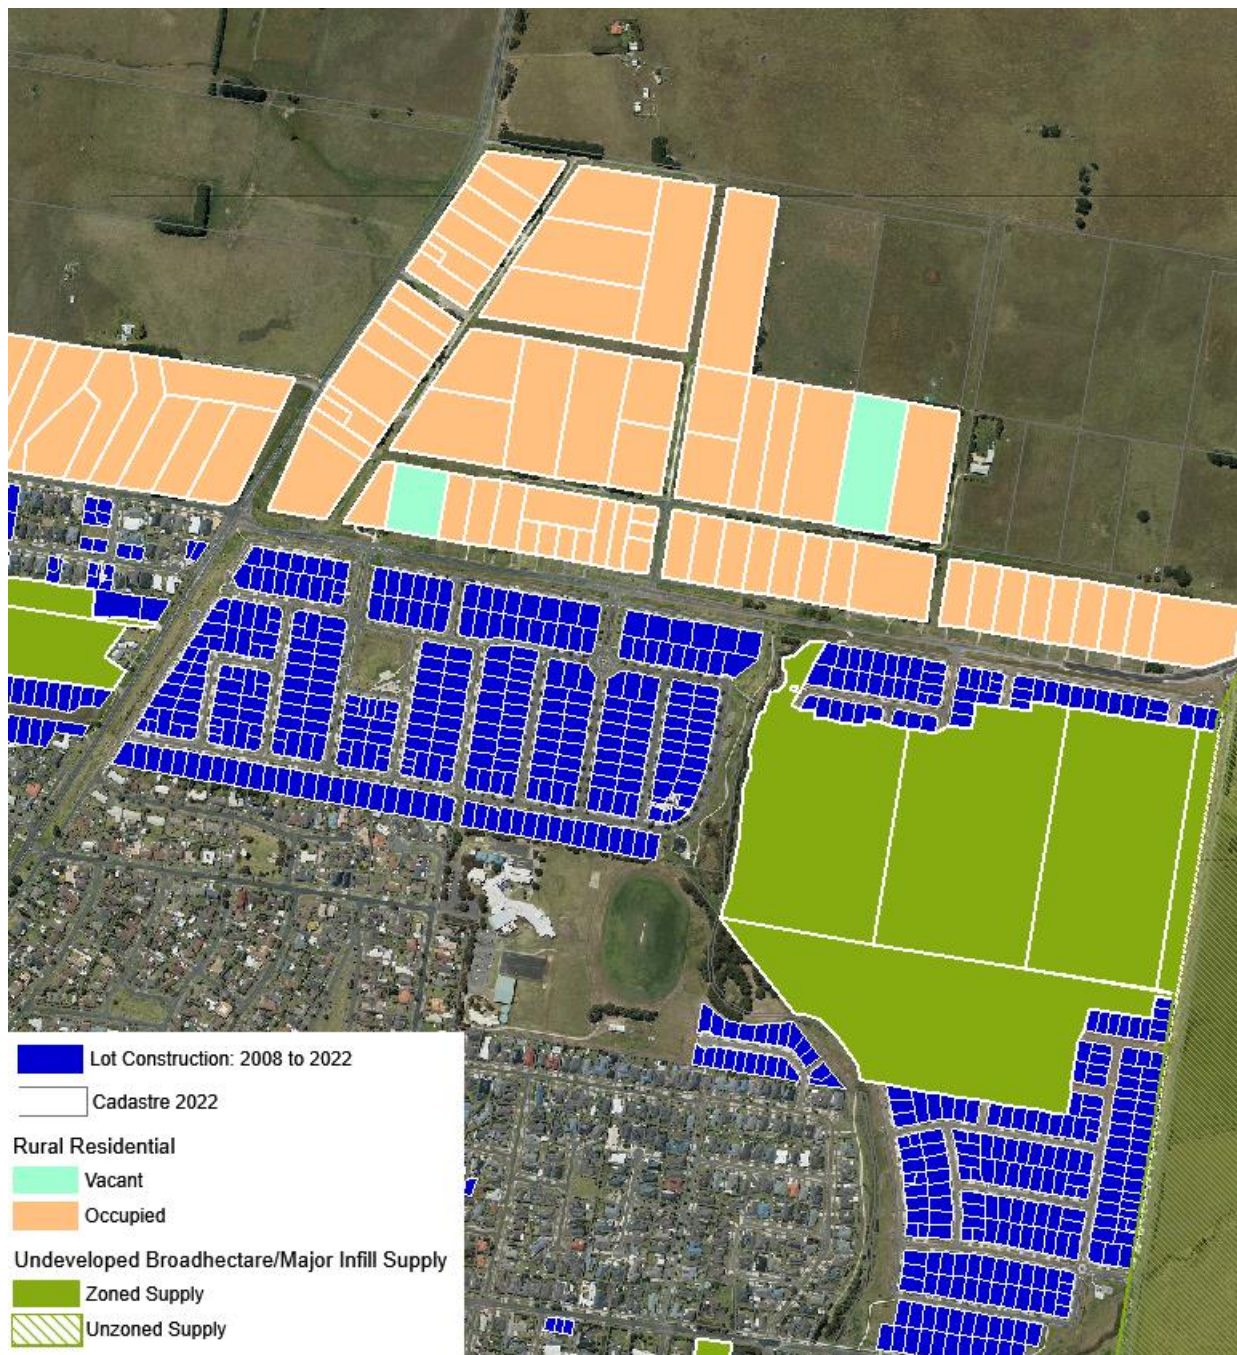 Lot Construction: 2008 to 2022
Cadastre 2022
Rural Residential
Vacant
Occupied
Undeveloped Broadhectare/Major Infill Supply
Zoned Supply
Unzoned Supply